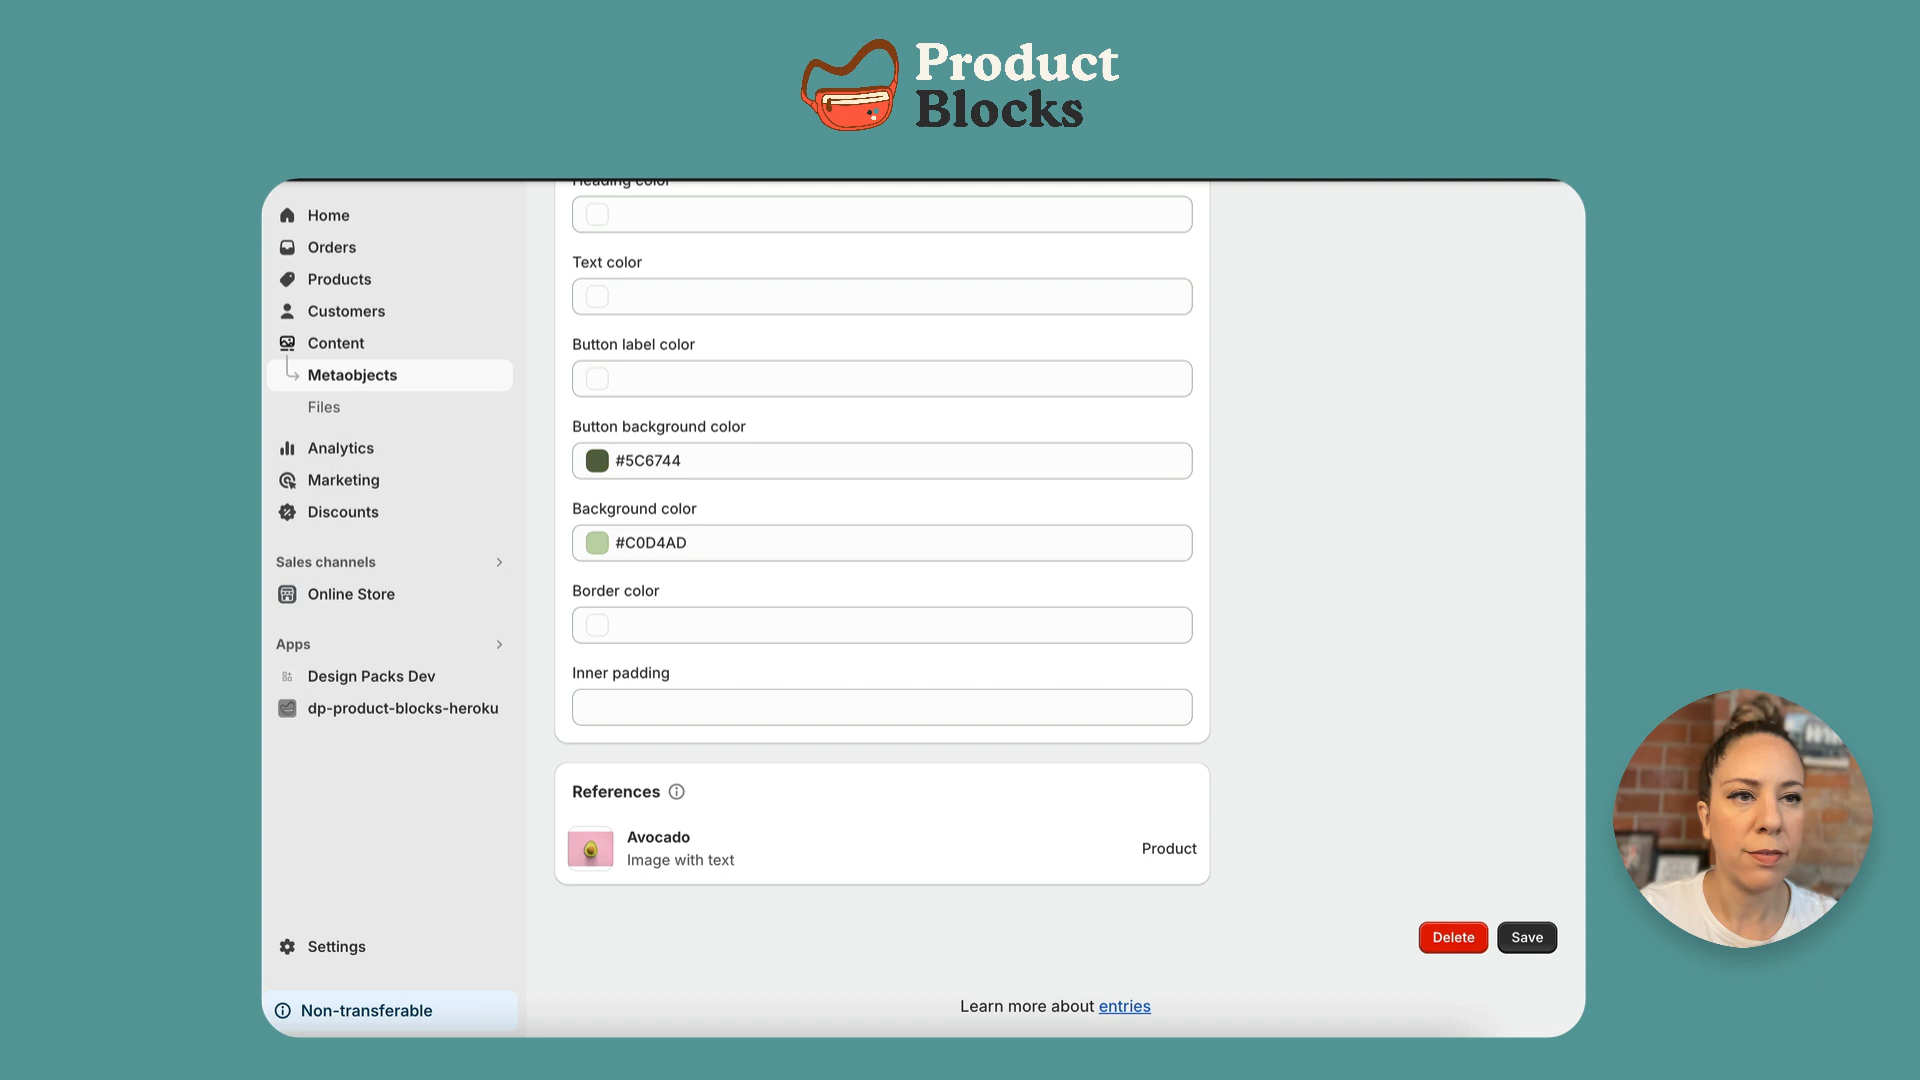 Product
Blocks
Heading color
Home
Orders
Products
Customers
Content
Metaobjects
Files
Analytics
Marketing
Discounts
Sales channels
Online Store
Apps
Design Packs Dev
dp-product-blocks-heroku
Settings
Non-transferable
Text color
Button label color
Button background color
#5C6744
Background color
#C0D4AD
Border color
Inner padding
References
Avocado
Image with text
Product
Delete
Save
Learn more about entries